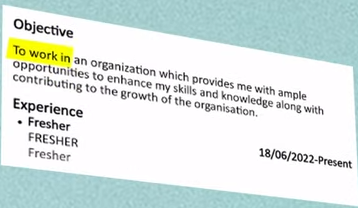 Objective
To work in an organization which provides me with ample
opportunities to enhance my skills and knowledge along with
contributing to the growth of the organisation.
Experience
• Fresher
18/06/2022-Present
FRESHER
Fresher